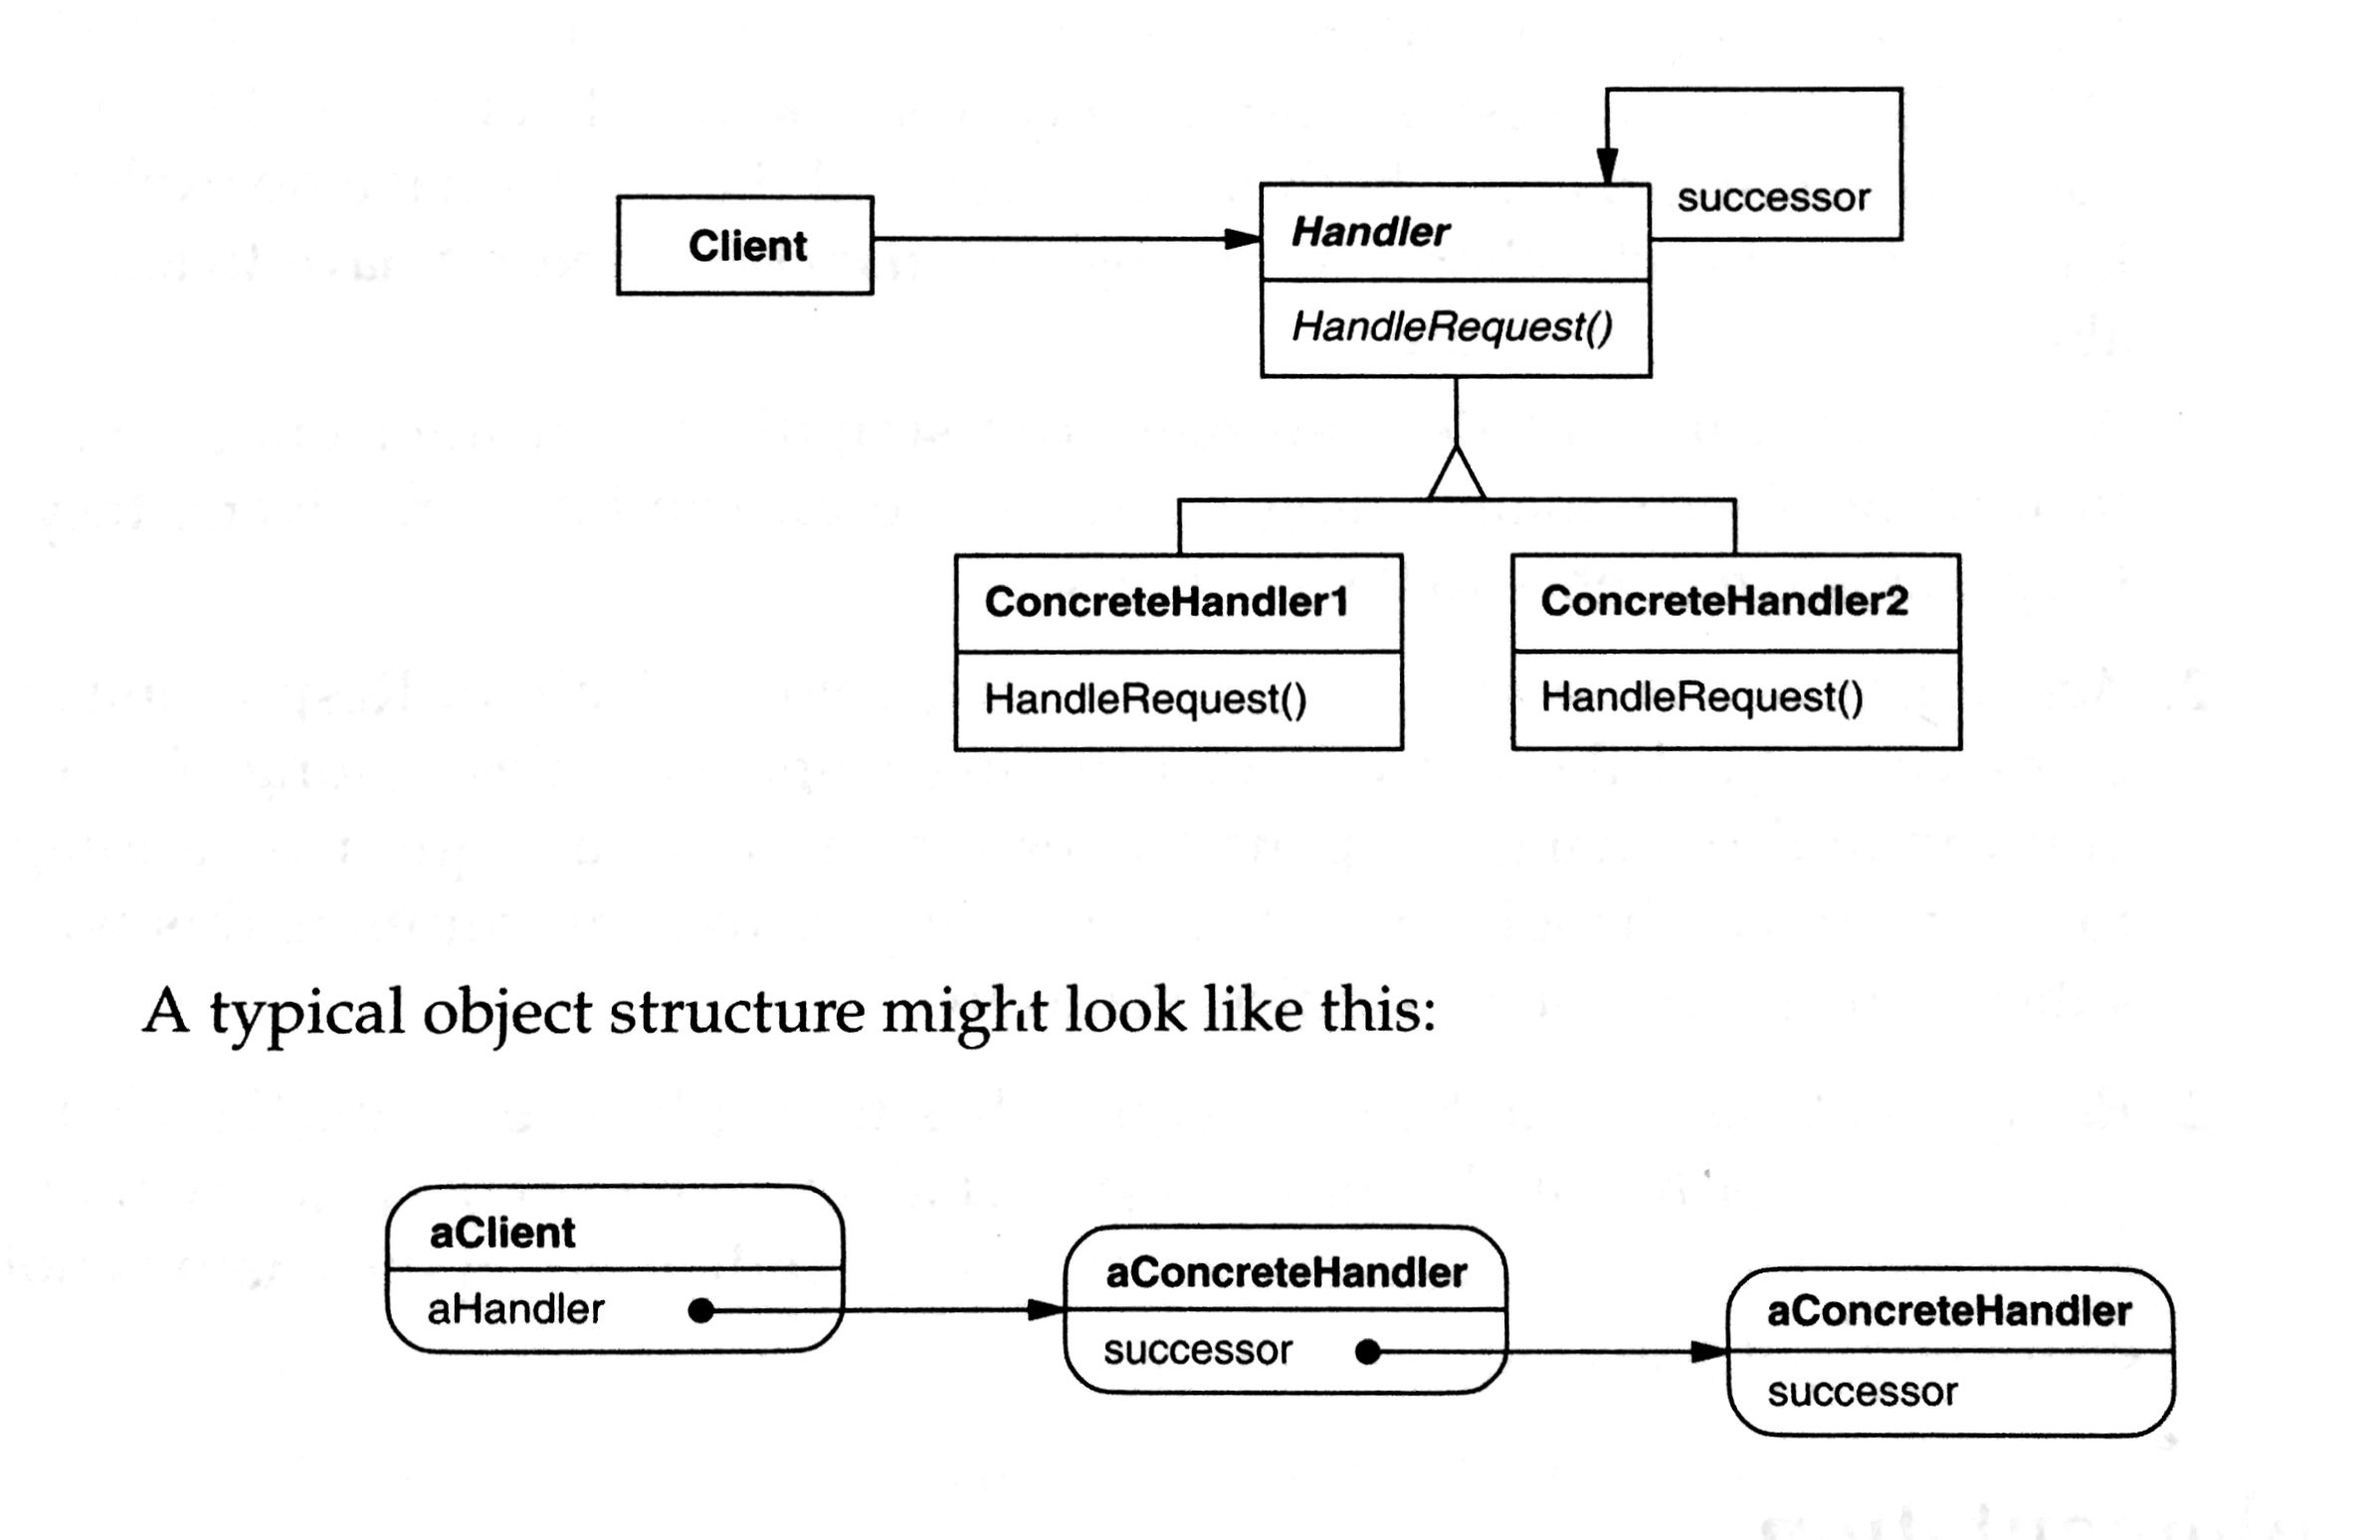 successor
Client
Handler
HandleRequest()
ConcreteHandler1
ConcreteHandler2
HandleRequest()
HandleRequest()
A typical object structure might look like this:
aClient
aHandler
aConcreteHandler
successor
aConcreteHandler
successor